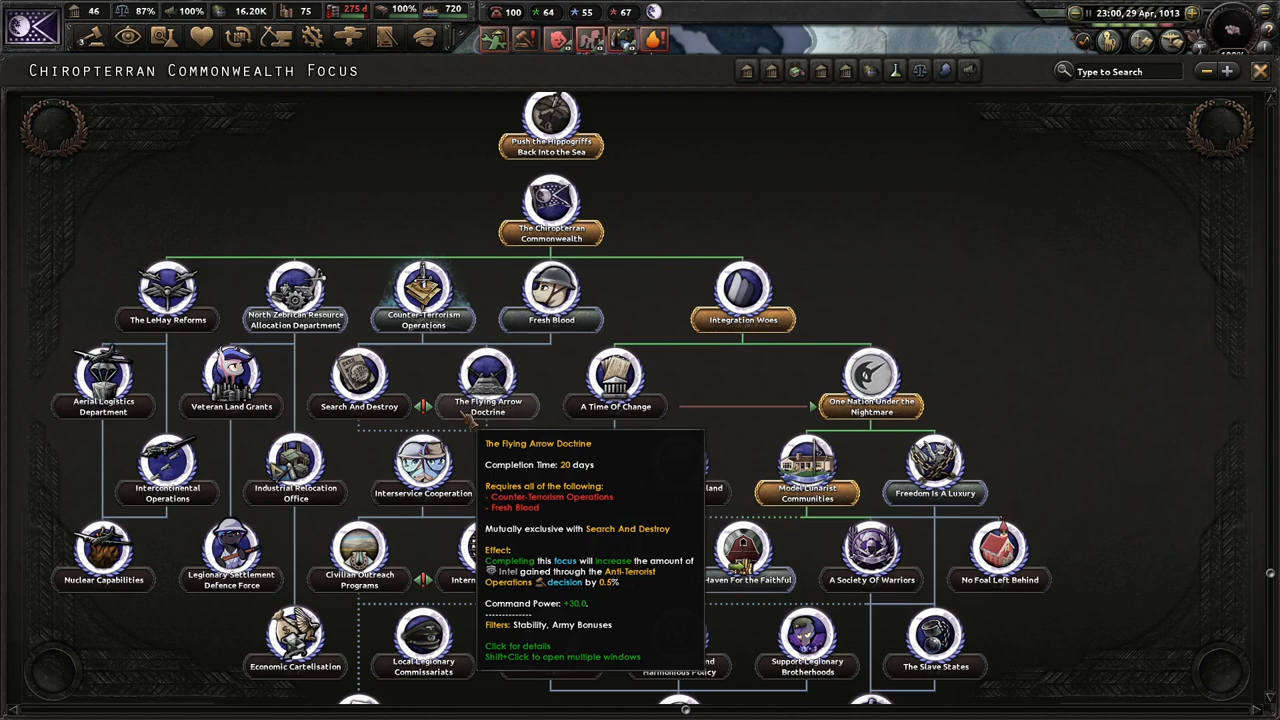 46 87% 100% 16.20K 75 275 d 100% 720 100 64 55 67 23:00, 29 Apr, 1013
3
CHIROPTERRAN COMMONWEALTH FOCUS
Type to Search
Push the Hippogriffs
Back Into the Sea
The Chiropterran
Commonwealth
The LeHay Reforms
North Zebrican Resource
Allocation Department
Counter-Terrorism
Operations
Fresh Blood
Integration Woes
Aerial Logistics
Department
Veteran Land Grants
Search And Destroy
The Flying Arrow
Doctrine
A Time Of Change
One Nation Under the
Nightmare
The Flying Arrow Doctrine
Completion Time: 20 days
Requires all of the following:
- Counter-Terrorism Operations
- Fresh Blood
Mutually exclusive with Search And Destroy
Effect:
Completing this focus will increase the amount of
Intel gained through the Anti-Terrorist
Operations decision by 0.5%
Command Power: +30.0.
--------------
Filters: Stability, Army Bonuses
Click for details
Shift+Click to open multiple windows
Intercontinental
Operations
Industrial Relocation
Office
Interservice Cooperation
Model Lunarist
Communities
Freedom Is A Luxury
Nuclear Capabilities
Legionary Settlement
Defence Force
Civilian Outreach
Programs
Haven For the Faithful
A Society Of Warriors
No Foal Left Behind
Economic Cartelisation
Local Legionary
Commissariats
Harmonious Policy
Support Legionary
Brotherhoods
The Slave States